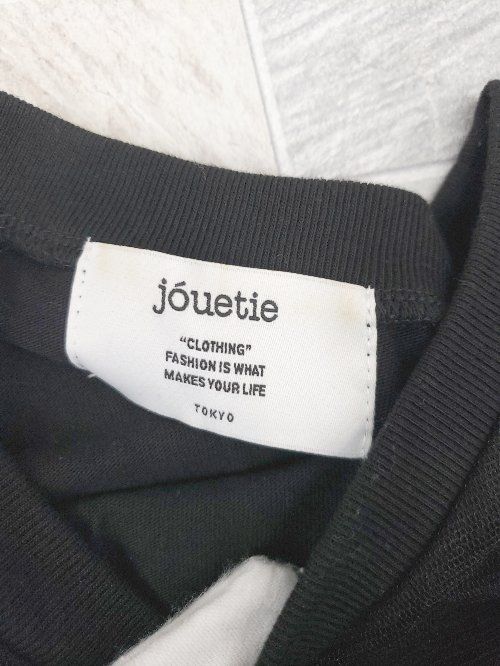 jóuetie
“CLOTHING”
FASHION IS WHAT
MAKES YOUR LIFE
TOKYO